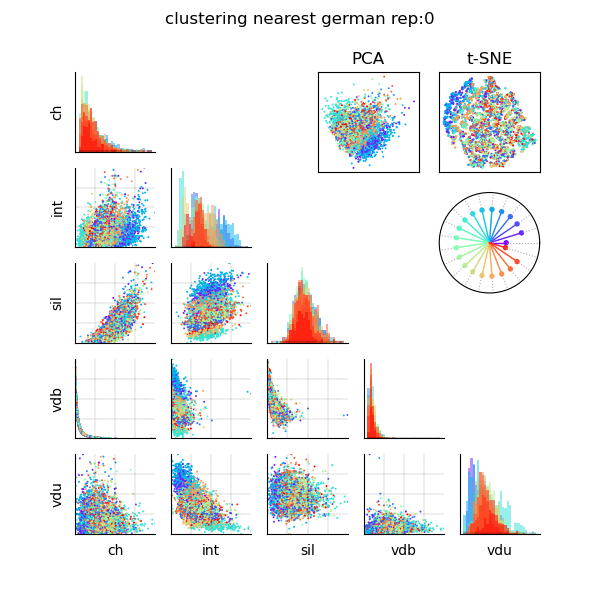 clustering nearest german rep:0
PCA
t-SNE
ch
int
sil
vdb
vdu
ch
int
sil
vdb
vdu